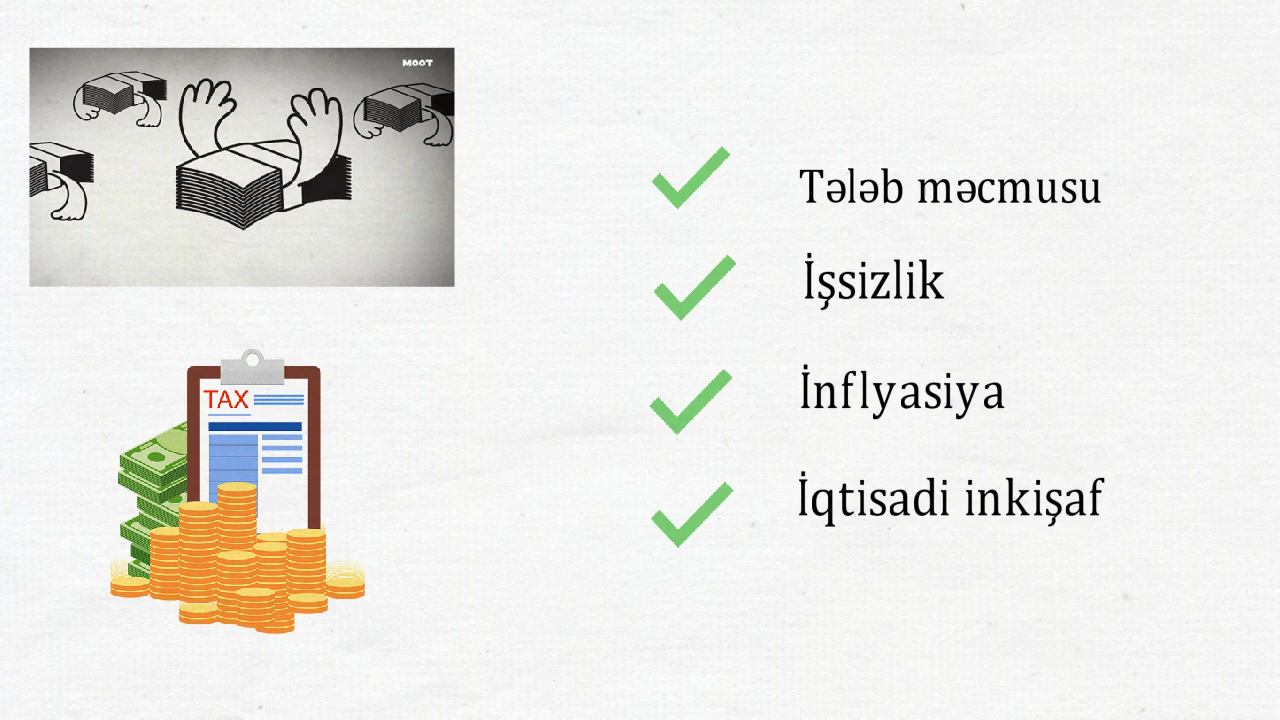 MOOT
TAX
Tələb məcmusu
İşsizlik
İnflyasiya
İqtisadi inkişaf